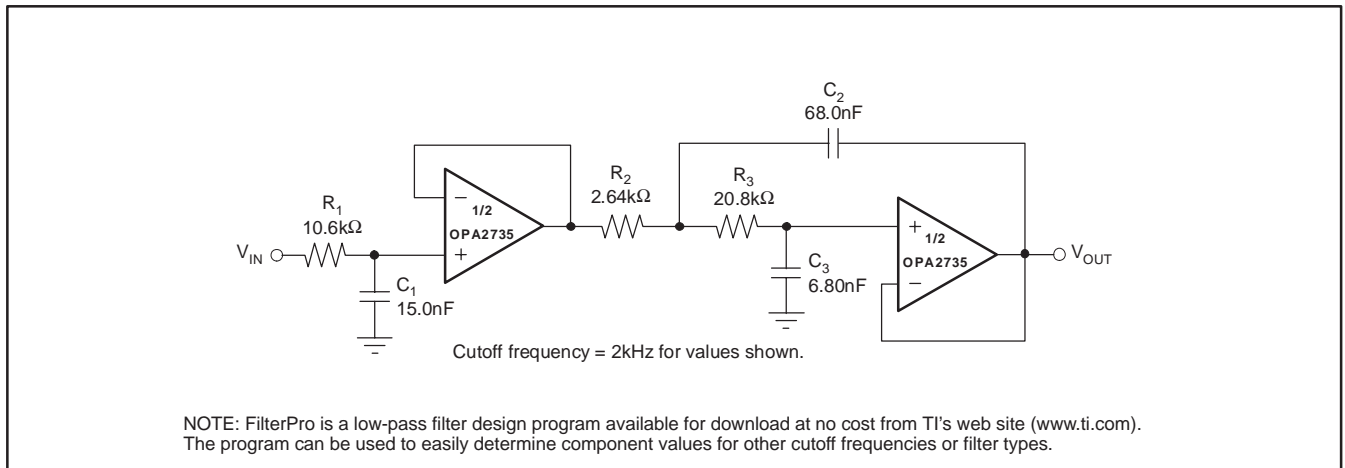 C₂
68.0nF
R₂
2.64kΩ
R₃
20.8kΩ
R₁
10.6kΩ
−
1/2
OPA2735
+
+
1/2
OPA2735
−
V_IN
V_OUT
C₁
15.0nF
C₃
6.80nF
Cutoff frequency = 2kHz for values shown.
NOTE: FilterPro is a low-pass filter design program available for download at no cost from TI's web site (www.ti.com).
The program can be used to easily determine component values for other cutoff frequencies or filter types.